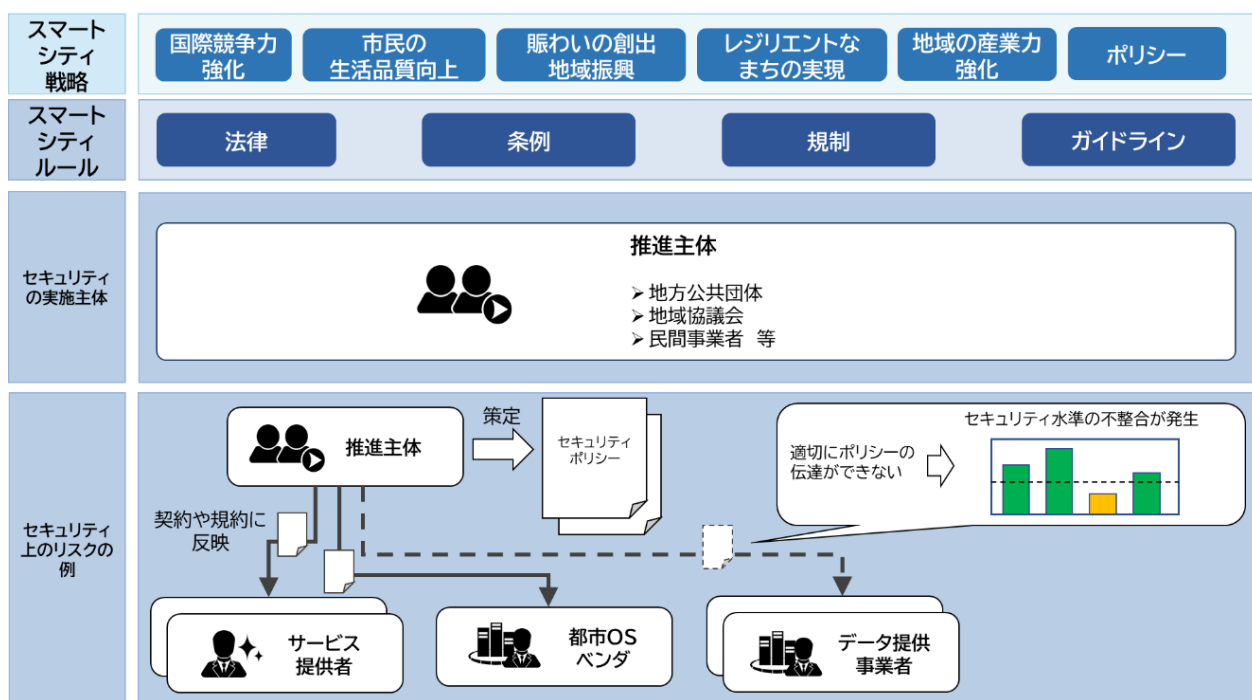 スマート
シティ
戦略
国際競争力
強化
市民の
生活品質向上
賑わいの創出
地域振興
レジリエントな
まちの実現
地域の産業力
強化
ポリシー
スマート
シティ
ルール
法律
条例
規制
ガイドライン
セキュリティ
の実施主体
推進主体
➢地方公共団体
➢地域協議会
➢民間事業者 等
セキュリティ
上のリスクの
例
推進主体
策定
セキュリティ
ポリシー
適切にポリシーの
伝達ができない
セキュリティ水準の不整合が発生
契約や規約に
反映
サービス
提供者
都市OS
ベンダ
データ提供
事業者